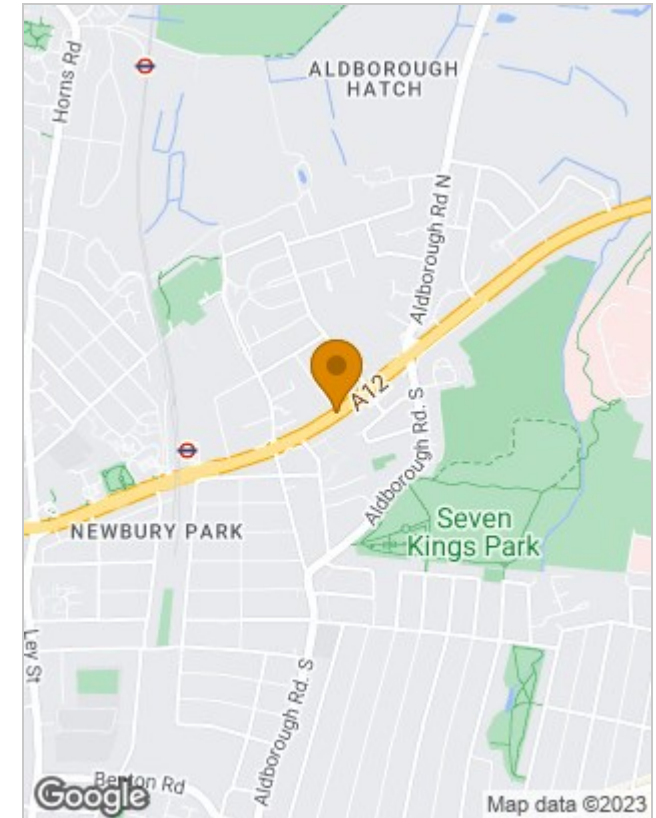 Horns Rd
ALDBOROUGH
HATCH
Aldborough Rd N
A12
Aldborough Rd. S
NEWBURY PARK
Seven
Kings Park
Ley St
Aldborough Rd. S
Benton Rd
Google
Map data ©2023